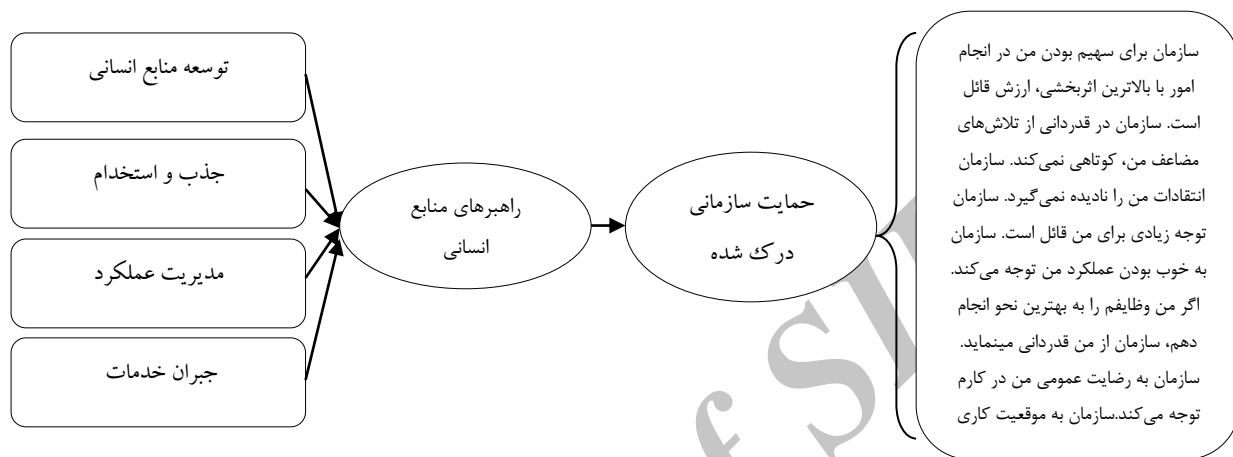 توسعه منابع انسانی
جذب و استخدام
مدیریت عملکرد
جبران خدمات
راهبرهای منابع
انسانی
حمایت سازمانی
درک شده
سازمان برای سهیم بودن من در انجام
امور با بالاترین اثربخشی، ارزش قائل
است. سازمان در قدردانی از تلاش‌های
مضاعف من، کوتاهی نمی‌کند. سازمان
انتقادات من را نادیده نمی‌گیرد. سازمان
توجه زیادی برای من قائل است. سازمان
به خوب بودن عملکرد من توجه می‌کند.
اگر من وظایفم را به بهترین نحو انجام
دهم، سازمان از من قدردانی مینماید.
سازمان به رضایت عمومی من در کارم
توجه می‌کند.سازمان به موقعیت کاری
of SI